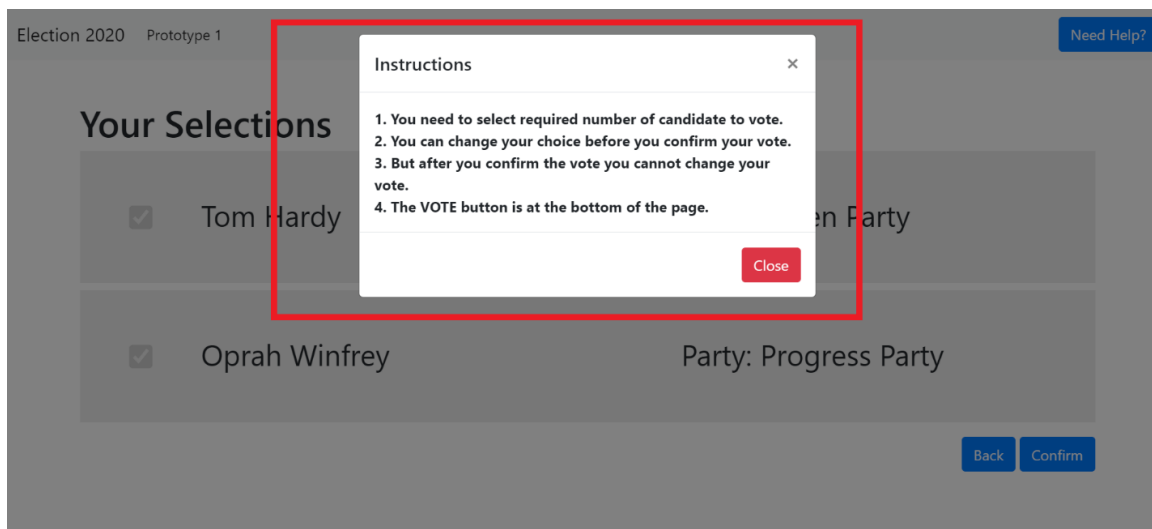 Election 2020 Prototype 1
Need Help?
Instructions
×
Your Selections
1. You need to select required number of candidate to vote.
2. You can change your choice before you confirm your vote.
3. But after you confirm the vote you cannot change your
vote.
4. The VOTE button is at the bottom of the page.
Close
Tom Hardy
Party
Oprah Winfrey
Party: Progress Party
Back
Confirm